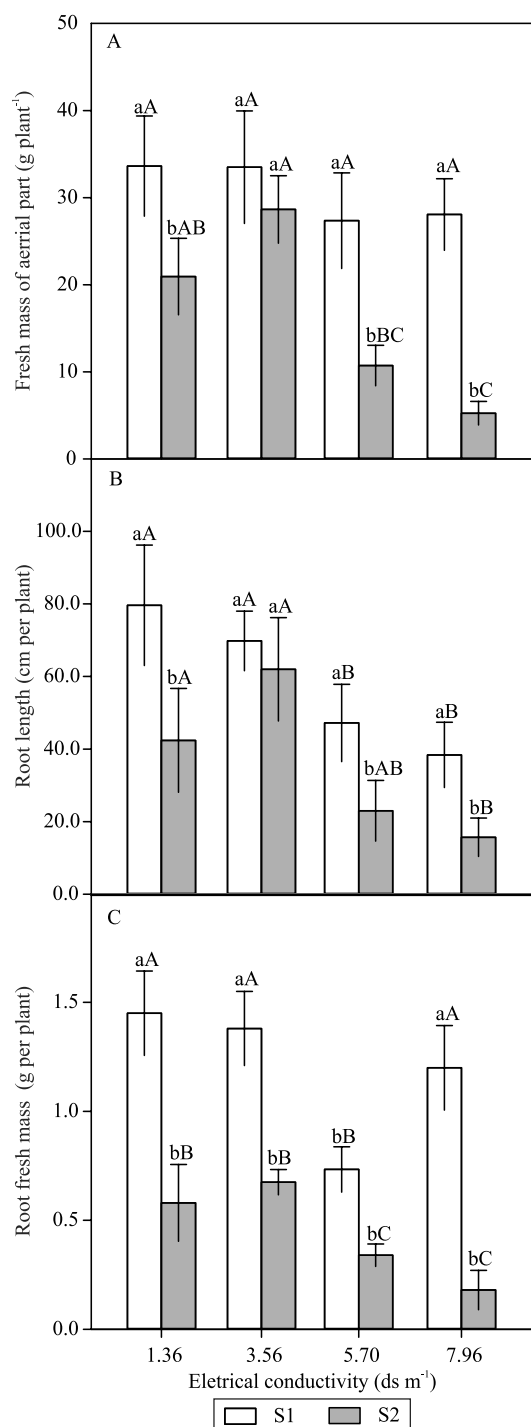 A
Fresh mass of aerrial part (g plant⁻¹)
50
40
30
20
10
0
aA
bAB
aA
aA
aA
bBC
aA
bC
B
Root length (cm per plant)
100.0
80.0
60.0
40.0
20.0
0.0
aA
bA
aA
aA
aB
bAB
aB
bB
C
Root fresh mass (g per plant)
1.5
1.0
0.5
0.0
aA
bB
aA
bB
bB
bC
aA
bC
1.36 3.56 5.70 7.96
Eletrical conductivity (ds m⁻¹)
S1 S2